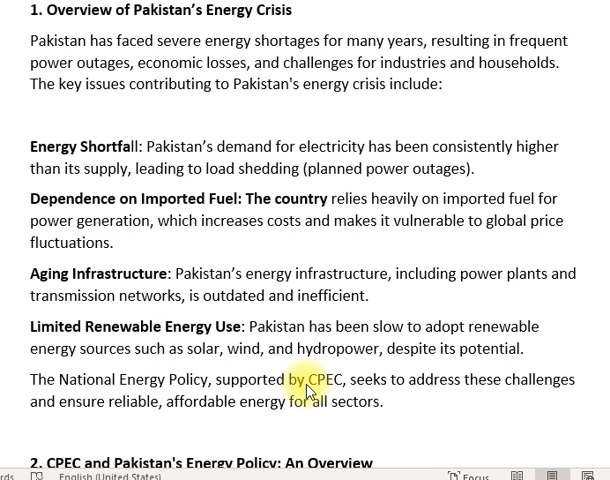 1. Overview of Pakistan’s Energy Crisis
Pakistan has faced severe energy shortages for many years, resulting in frequent
power outages, economic losses, and challenges for industries and households.
The key issues contributing to Pakistan's energy crisis include:
Energy Shortfall: Pakistan’s demand for electricity has been consistently higher
than its supply, leading to load shedding (planned power outages).
Dependence on Imported Fuel: The country relies heavily on imported fuel for
power generation, which increases costs and makes it vulnerable to global price
fluctuations.
Aging Infrastructure: Pakistan’s energy infrastructure, including power plants and
transmission networks, is outdated and inefficient.
Limited Renewable Energy Use: Pakistan has been slow to adopt renewable
energy sources such as solar, wind, and hydropower, despite its potential.
The National Energy Policy, supported by CPEC, seeks to address these challenges
and ensure reliable, affordable energy for all sectors.
2. CPEC and Pakistan's Energy Policy: An Overview
rds English (United States) Focus